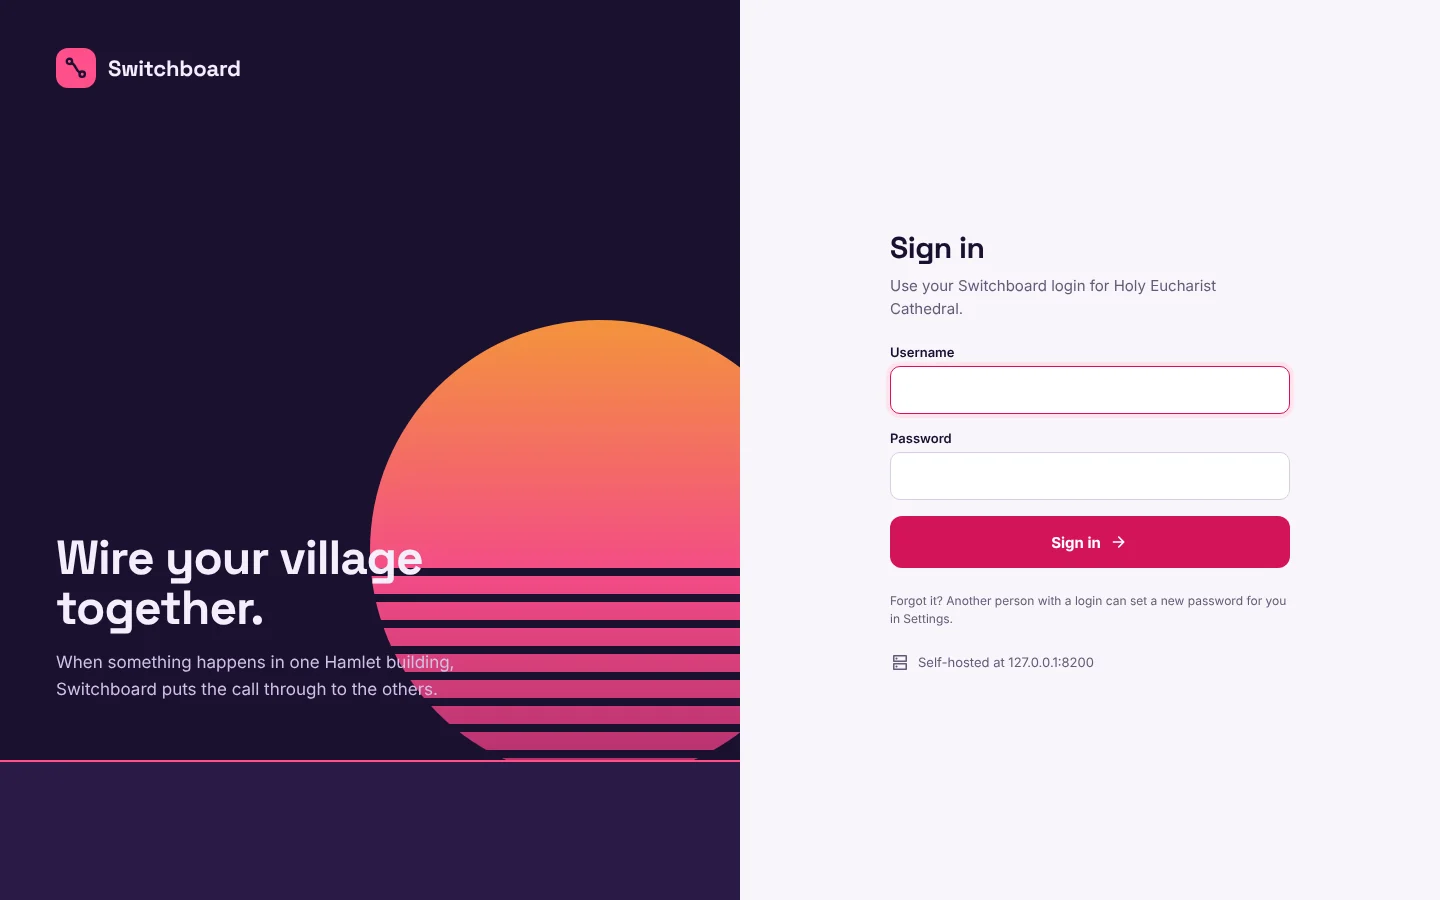 Switchboard
Wire your village
together.
When something happens in one Hamlet building,
Switchboard puts the call through to the others.
Sign in
Use your Switchboard login for Holy Eucharist
Cathedral.
Username
Password
Sign in
Forgot it? Another person with a login can set a new password for you
in Settings.
Self-hosted at 127.0.0.1:8200